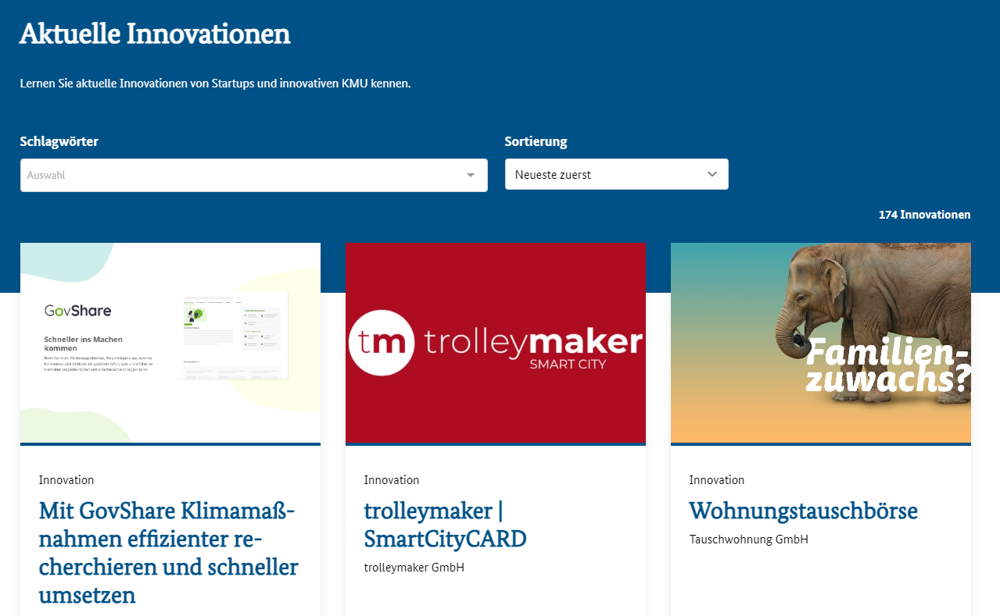 Aktuelle Innovationen
Lernen Sie aktuelle Innovationen von Startups und innovativen KMU kennen.
Schlagwörter
Auswahl
Sortierung
Neueste zuerst
174 Innovationen
GovShare
Schneller ins Machen
kommen
tm trolleymaker
SMART CITY
Familien-
zuwachs?
Innovation
Mit GovShare Klimamaß-
nahmen effizienter re-
cherchieren und schneller
umsetzen
Innovation
trolleymaker |
SmartCityCARD
trolleymaker GmbH
Innovation
Wohnungstauschbörse
Tauschwohnung GmbH